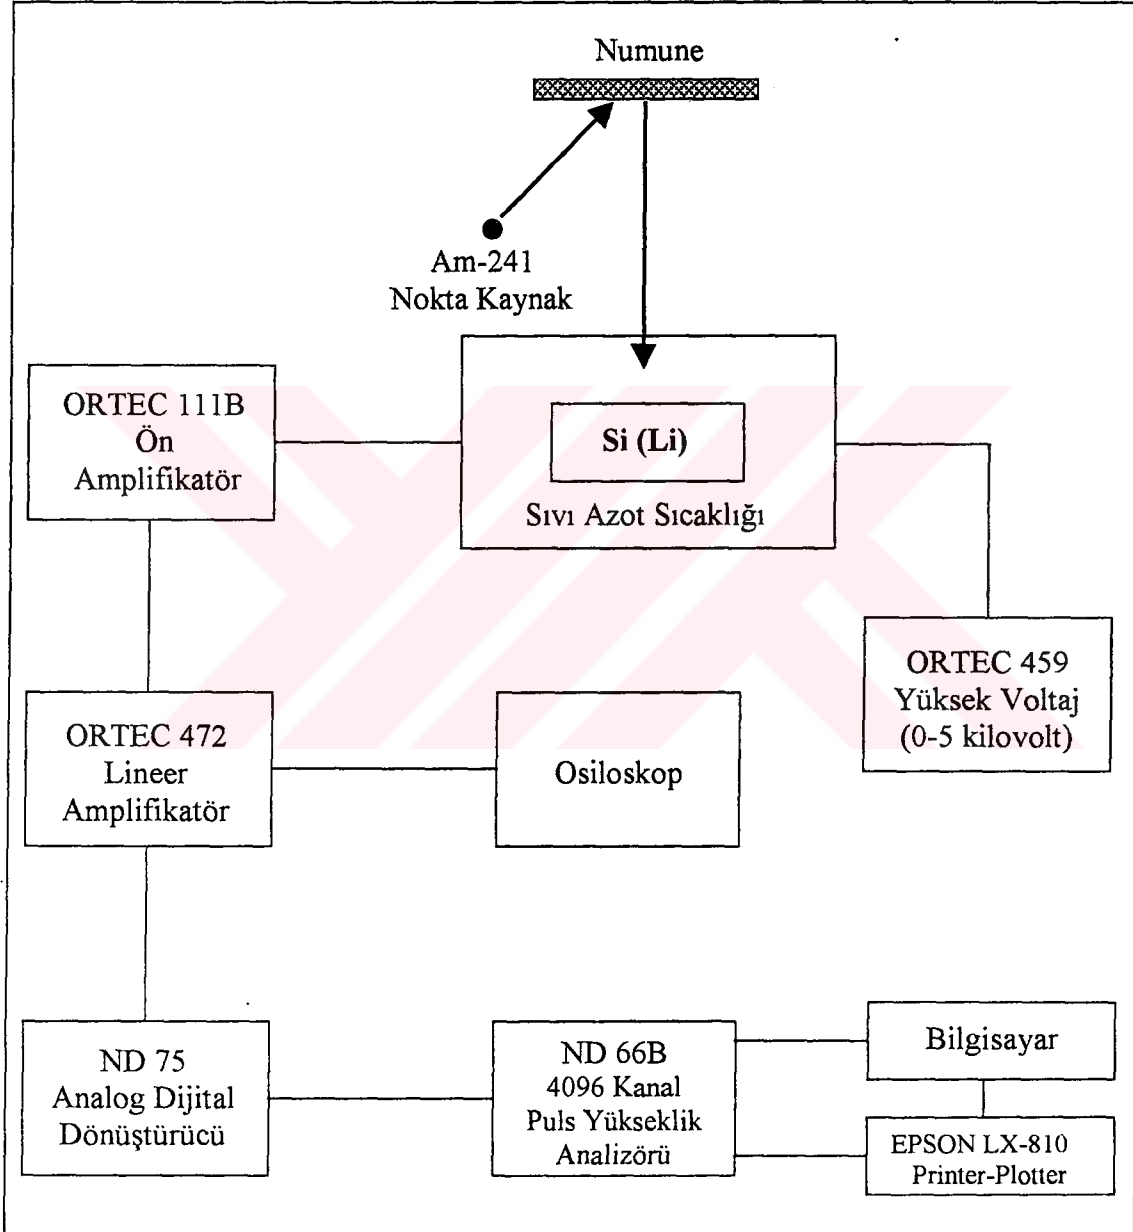 Numune
Am-241
Nokta Kaynak
ORTEC 111B
Ön
Amplifikatör
Si (Li)
Sıvı Azot Sıcaklığı
ORTEC 459
Yüksek Voltaj
(0-5 kilovolt)
ORTEC 472
Lineer
Amplifikatör
Osiloskop
ND 75
Analog Dijital
Dönüştürücü
ND 66B
4096 Kanal
Puls Yükseklik
Analizörü
Bilgisayar
EPSON LX-810
Printer-Plotter